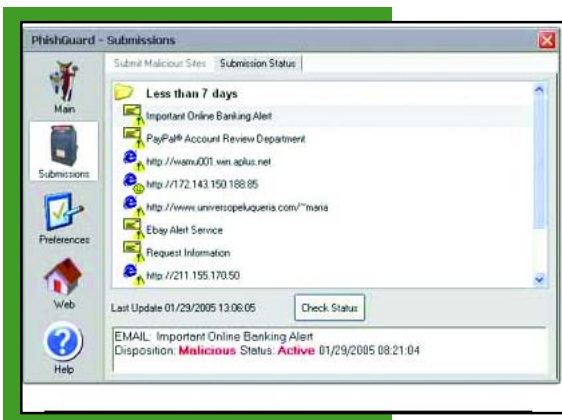 PhishGuard - Submissions
Submit Malicious Sites Submission Status
Main
Submissions
Preferences
Web
Help
Less than 7 days
Important Online Banking Alert
PayPal® Account Review Department
http://wamu001.win.aplus.net
http://172.143.150.188:85
http://www.universopeluqueria.com/~maria
Ebay Alert Service
Request Information
http://211.155.170.50
Last Update 01/29/2005 13:06:05 Check Status
EMAIL: Important Online Banking Alert
Disposition: Malicious Status: Active 01/29/2005 08:21:04